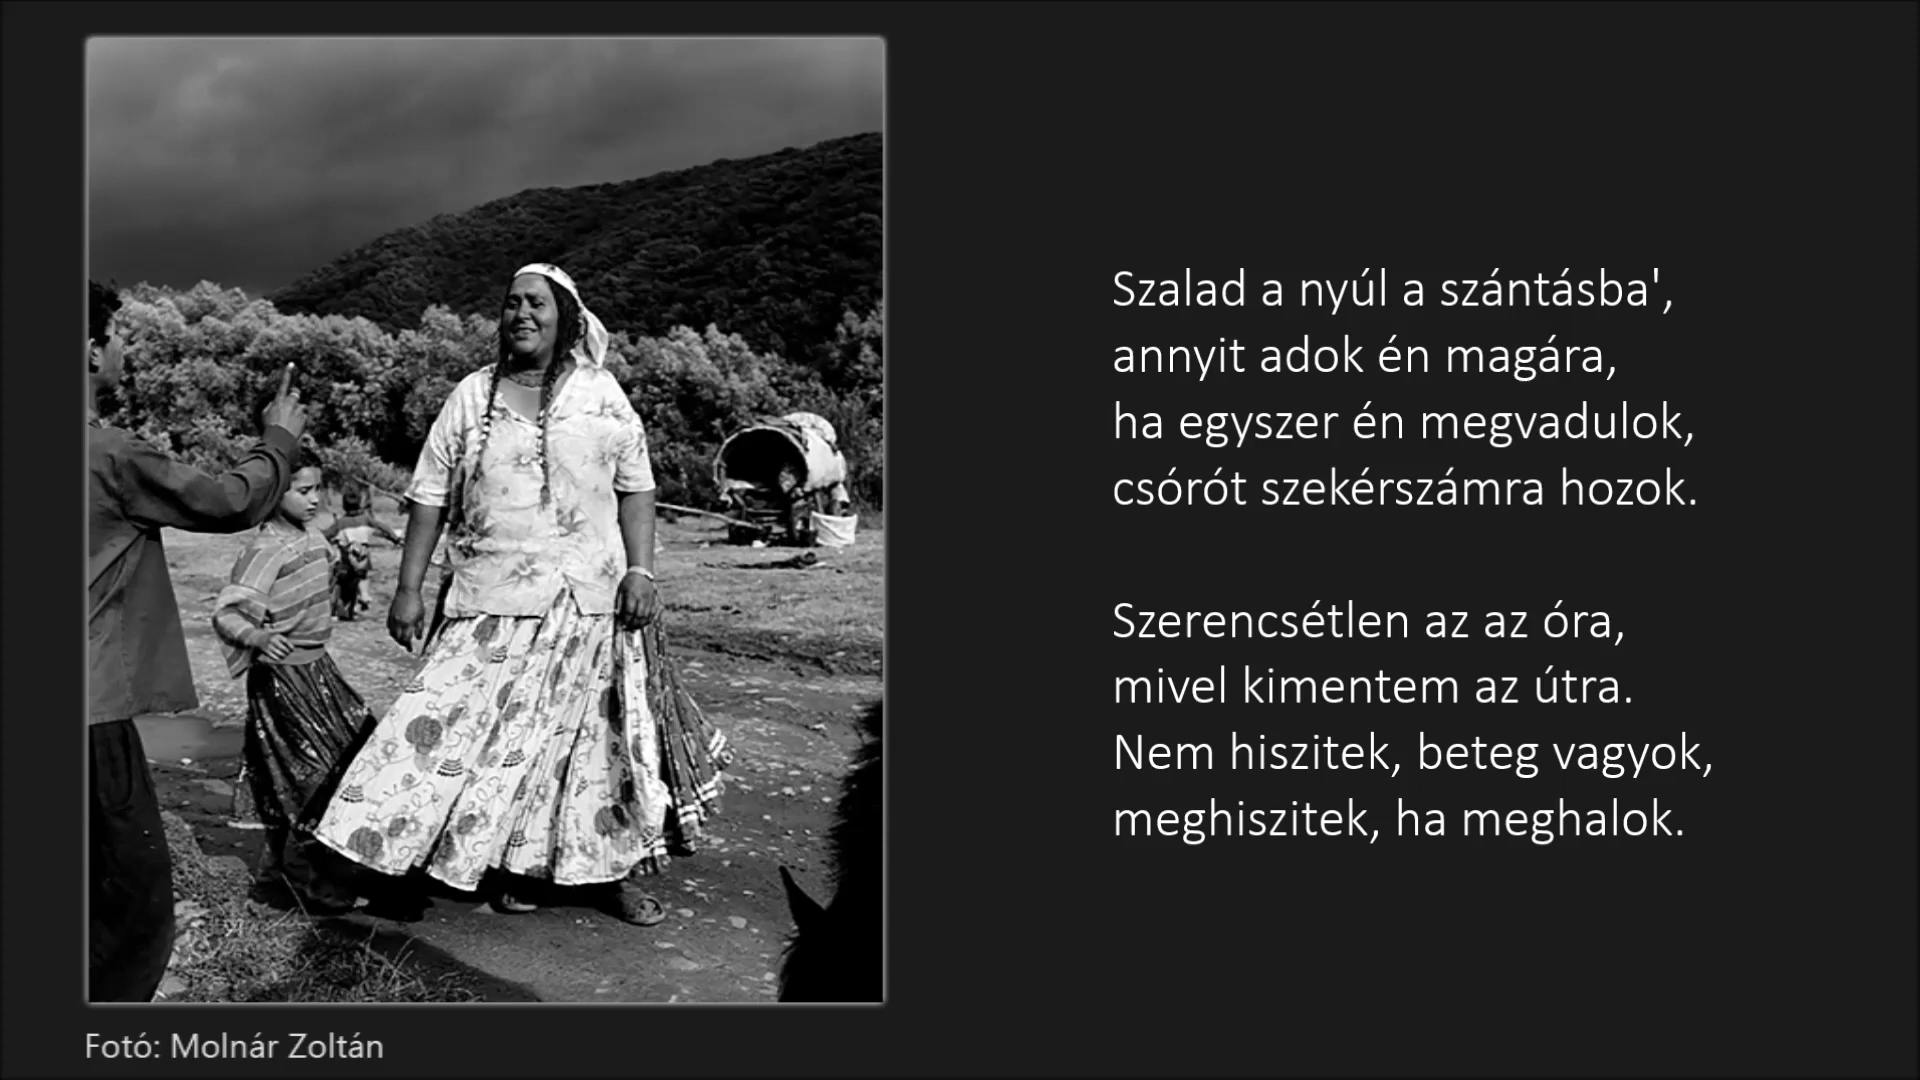 Szalad a nyúl a szántásba',
annyit adok én magára,
ha egyszer én megvadulok,
csórót szekérszámra hozok.
Szerencsétlen az az óra,
mivel kimentem az útra.
Nem hiszitek, beteg vagyok,
meghiszitek, ha meghalok.
Fotó: Molnár Zoltán